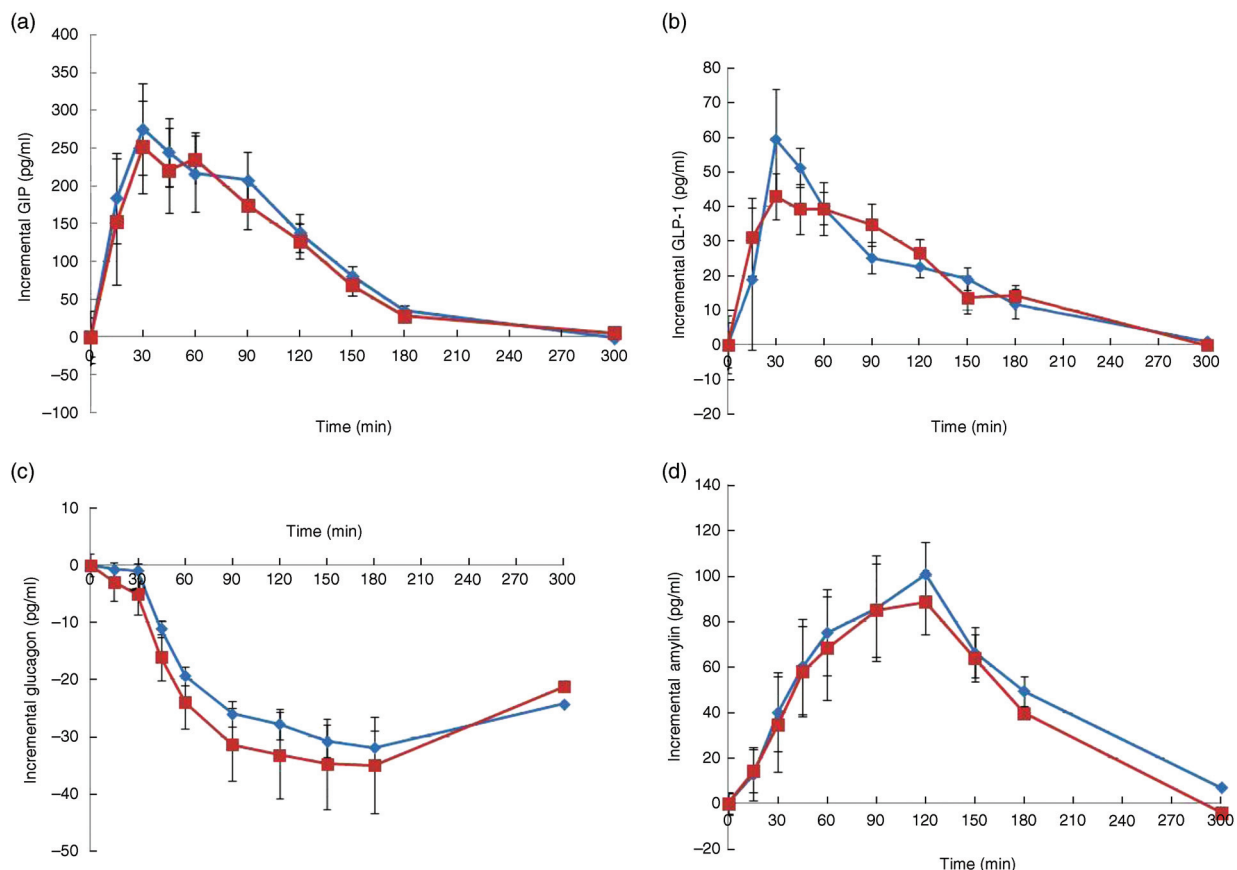 (a)
400
350
300
250
200
150
100
50
0
–50
–100
Incremental GIP (pg/ml)
0 30 60 90 120 150 180 210 240 270 300
Time (min)
(b)
80
70
60
50
40
30
20
10
0
–10
–20
Incremental GLP-1 (pg/ml)
0 30 60 90 120 150 180 210 240 270 300
Time (min)
(c)
10
0
–10
–20
–30
–40
–50
Incremental glucagon (pg/ml)
Time (min)
0 30 60 90 120 150 180 210 240 270 300
(d)
140
120
100
80
60
40
20
0
–20
Incremental amylin (pg/ml)
0 30 60 90 120 150 180 210 240 270 300
Time (min)